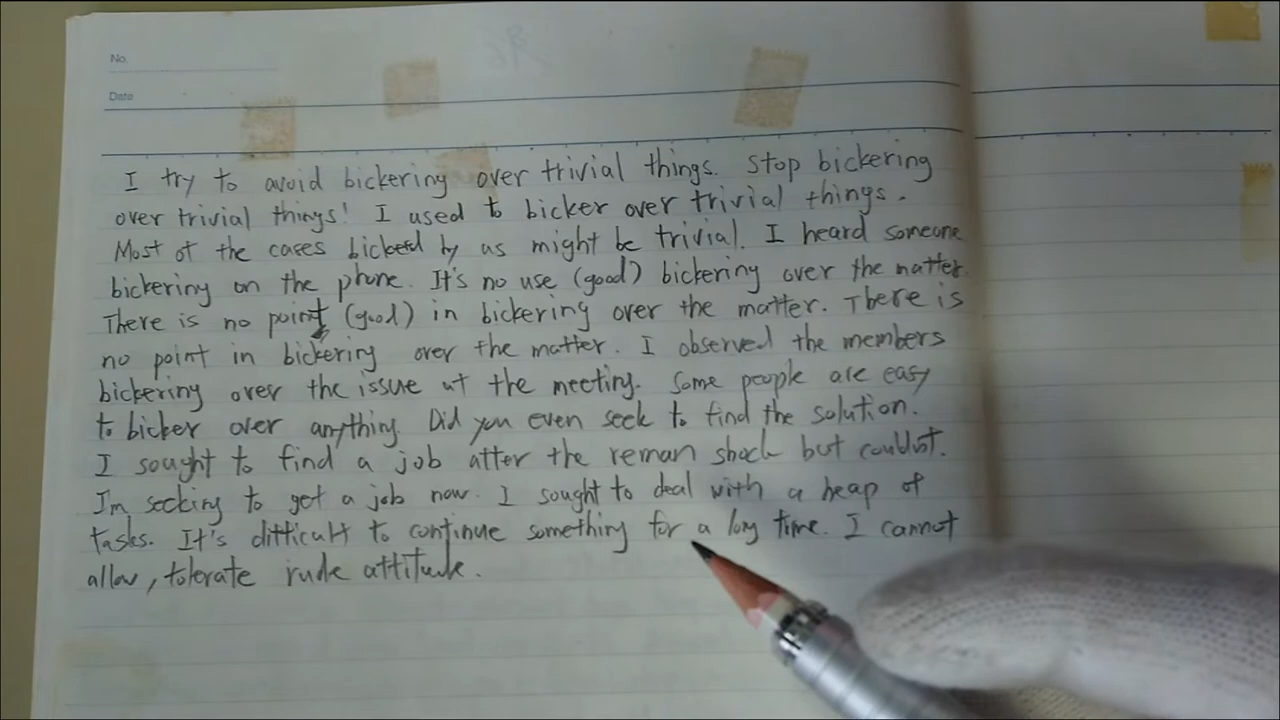 No.
Date
I try to avoid bickering over trivial things. Stop bickering
over trivial things! I used to bicker over trivial things.
Most of the cases bickered by us might be trivial. I heard someone
bickering on the phone. It's no use (good) bickering over the matter.
There is no point (good) in bickering over the matter. There is
no point in bickering over the matter. I observed the members
bickering over the issue at the meeting. Some people are easy
to bicker over anything. Did you even seek to find the solution.
I sought to find a job after the reman shock but couldn't.
I'm seeking to get a job now. I sought to deal with a heap of
tasks. It's difficult to continue something for a long time. I cannot
allow, tolerate rude attitude.